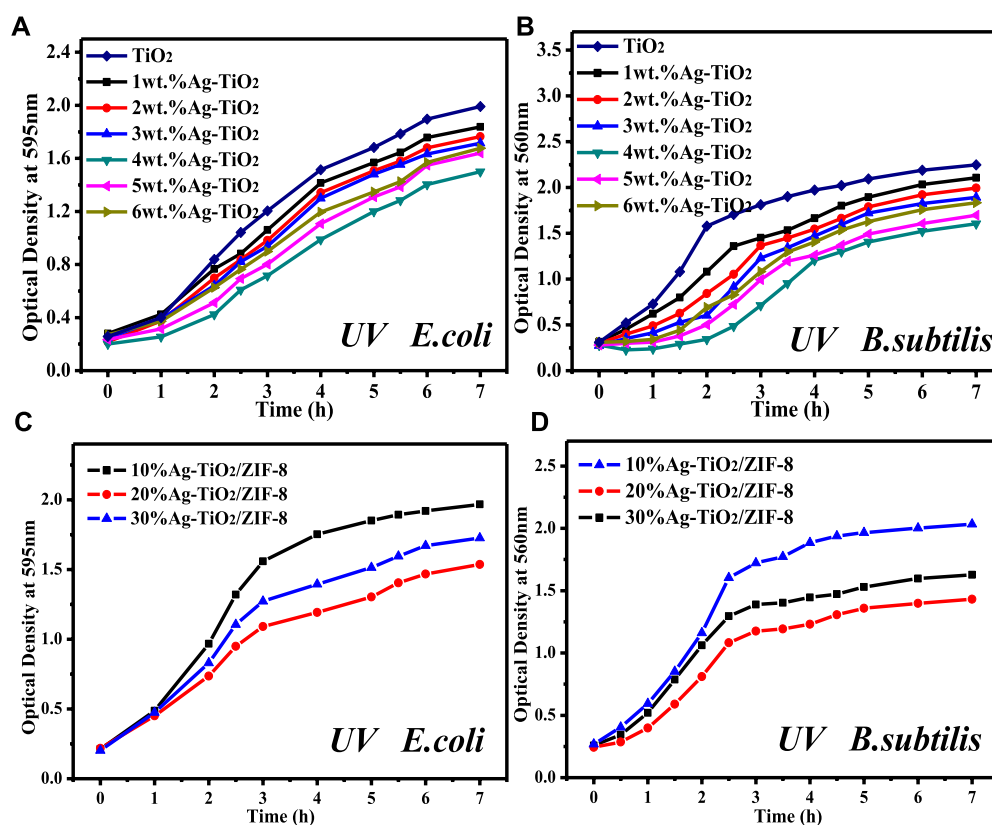 A
2.4
2.0
1.6
1.2
0.8
0.4
0.0
Optical Density at 595nm
TiO2
1wt.%Ag-TiO2
2wt.%Ag-TiO2
3wt.%Ag-TiO2
4wt.%Ag-TiO2
5wt.%Ag-TiO2
6wt.%Ag-TiO2
UV E.coli
0 1 2 3 4 5 6 7
Time (h)
B
3.5
3.0
2.5
2.0
1.5
1.0
0.5
0.0
Optical Density at 560nm
TiO2
1wt.%Ag-TiO2
2wt.%Ag-TiO2
3wt.%Ag-TiO2
4wt.%Ag-TiO2
5wt.%Ag-TiO2
6wt.%Ag-TiO2
UV B.subtilis
0 1 2 3 4 5 6 7
Time (h)
C
2.0
1.5
1.0
0.5
0.0
Optical Density at 595nm
10%Ag-TiO2/ZIF-8
20%Ag-TiO2/ZIF-8
30%Ag-TiO2/ZIF-8
UV E.coli
0 1 2 3 4 5 6 7
Time (h)
D
2.5
2.0
1.5
1.0
0.5
0.0
Optical Density at 560nm
10%Ag-TiO2/ZIF-8
20%Ag-TiO2/ZIF-8
30%Ag-TiO2/ZIF-8
UV B.subtilis
0 1 2 3 4 5 6 7
Time (h)